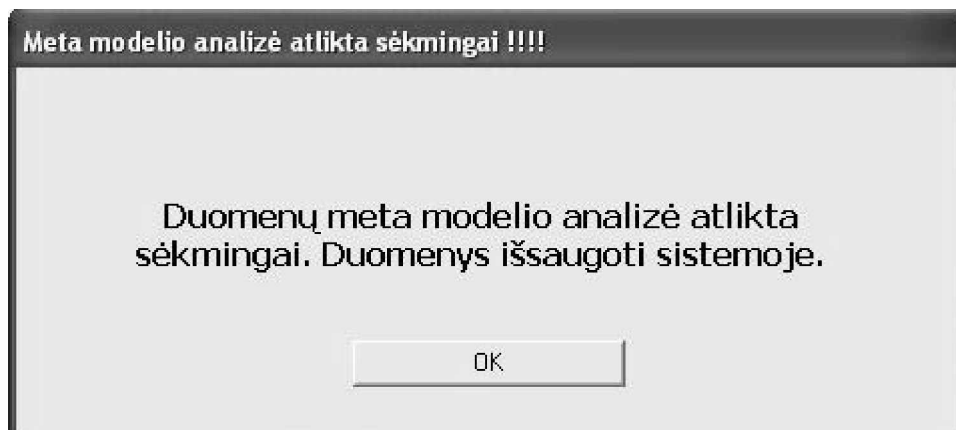 Meta modelio analizė atlikta sėkmingai !!!!
Duomenų meta modelio analizė atlikta
sėkmingai. Duomenys išsaugoti sistemoje.
OK